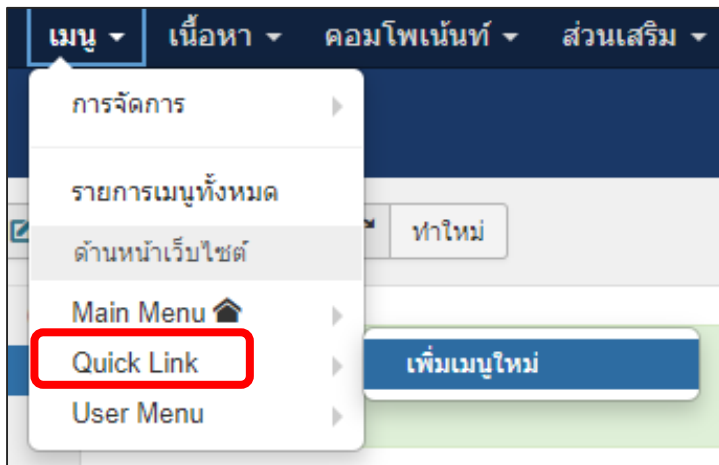 เมนู เนื้อหา คอมโพเน้นท์ ส่วนเสริม
การจัดการ
รายการเมนูทั้งหมด
ทำใหม่
ด้านหน้าเว็บไซต์
Main Menu
Quick Link เพิ่มเมนูใหม่
User Menu